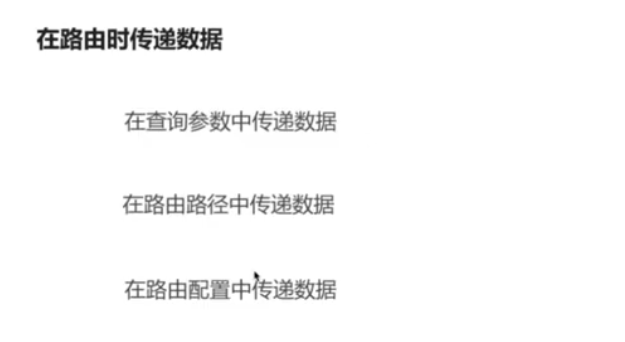 在路由时传递数据
在查询参数中传递数据
在路由路径中传递数据
在路由配置中传递数据